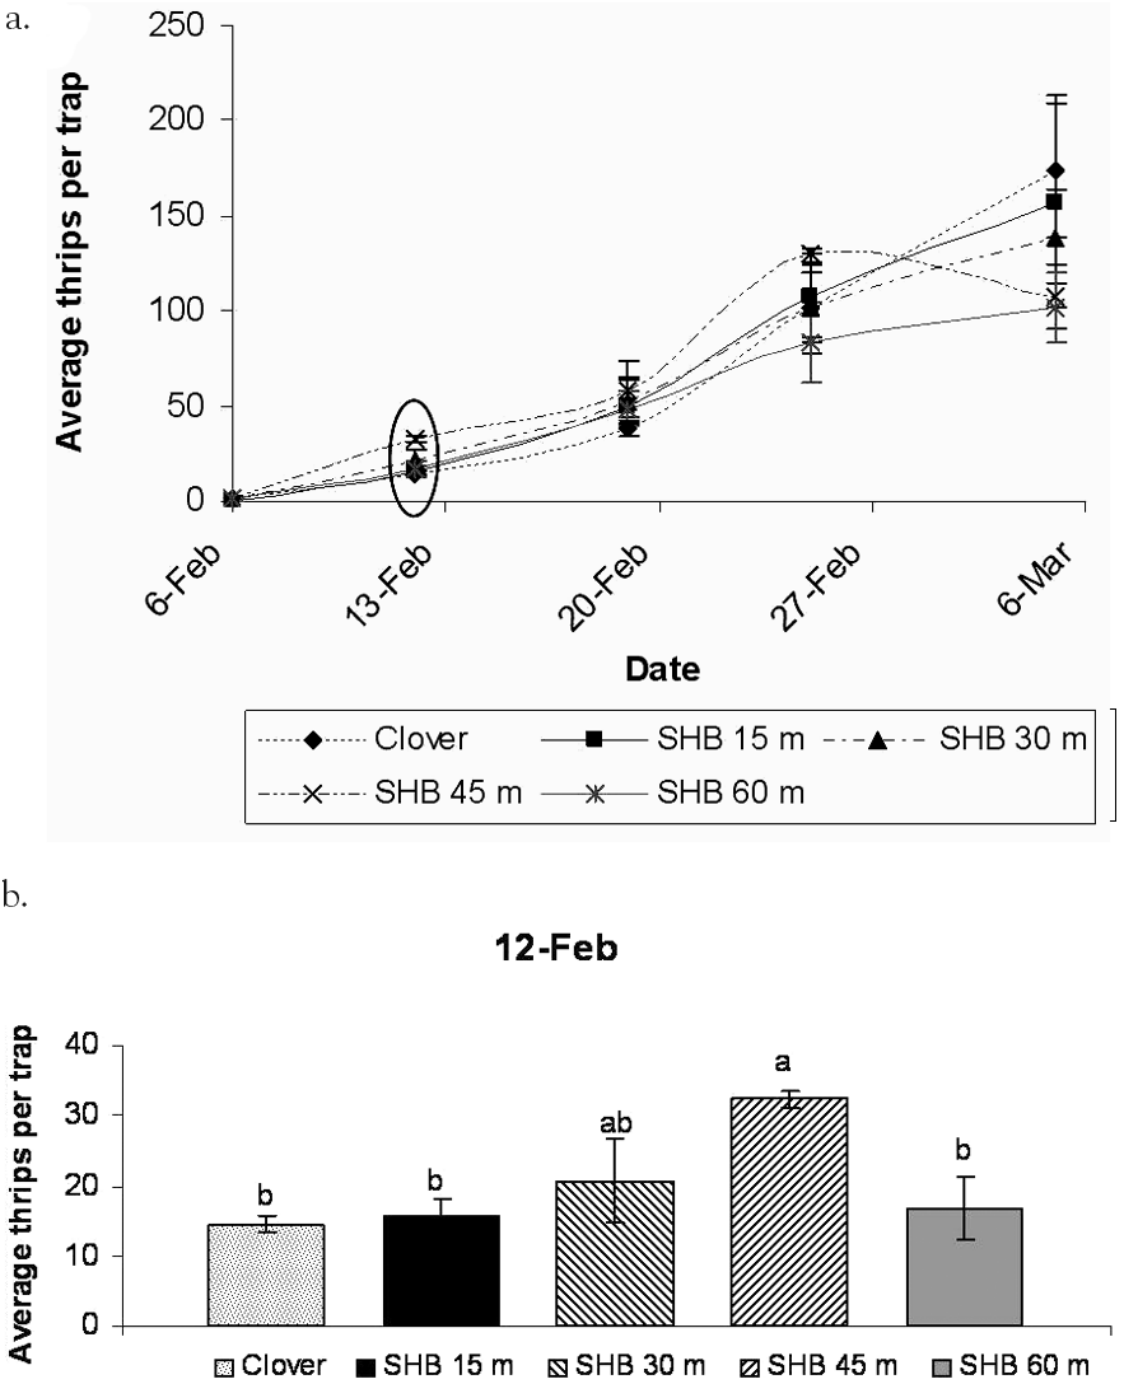 a.
250
200
150
100
50
0
Average thrips per trap
6-Feb 13-Feb 20-Feb 27-Feb 6-Mar
Date
Clover SHB 15 m SHB 30 m
SHB 45 m SHB 60 m
b.
12-Feb
40
30
20
10
0
Average thrips per trap
b b ab a b
Clover SHB 15 m SHB 30 m SHB 45 m SHB 60 m